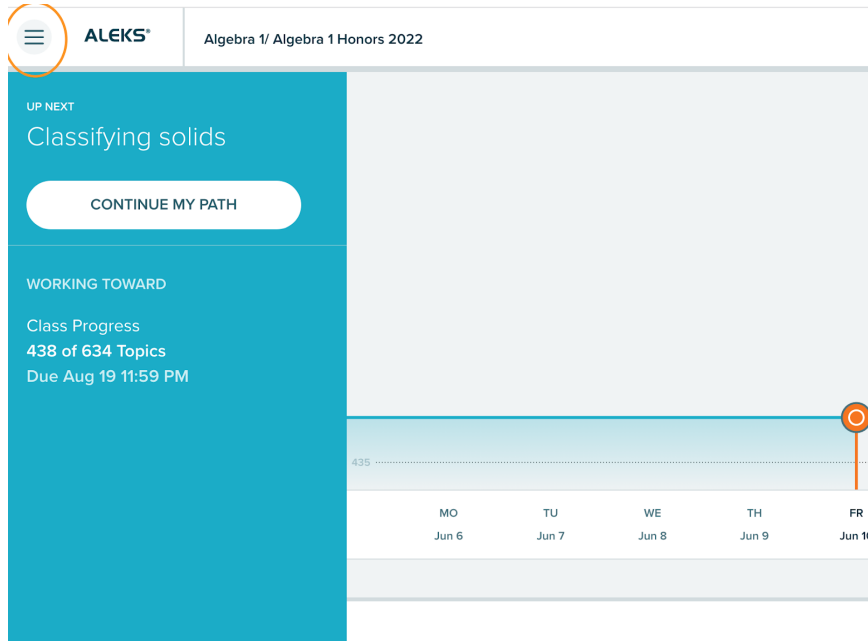 ALEKS®
Algebra 1/ Algebra 1 Honors 2022
UP NEXT
Classifying solids
CONTINUE MY PATH
WORKING TOWARD
Class Progress
438 of 634 Topics
Due Aug 19 11:59 PM
435
MO TU WE TH FR
Jun 6 Jun 7 Jun 8 Jun 9 Jun